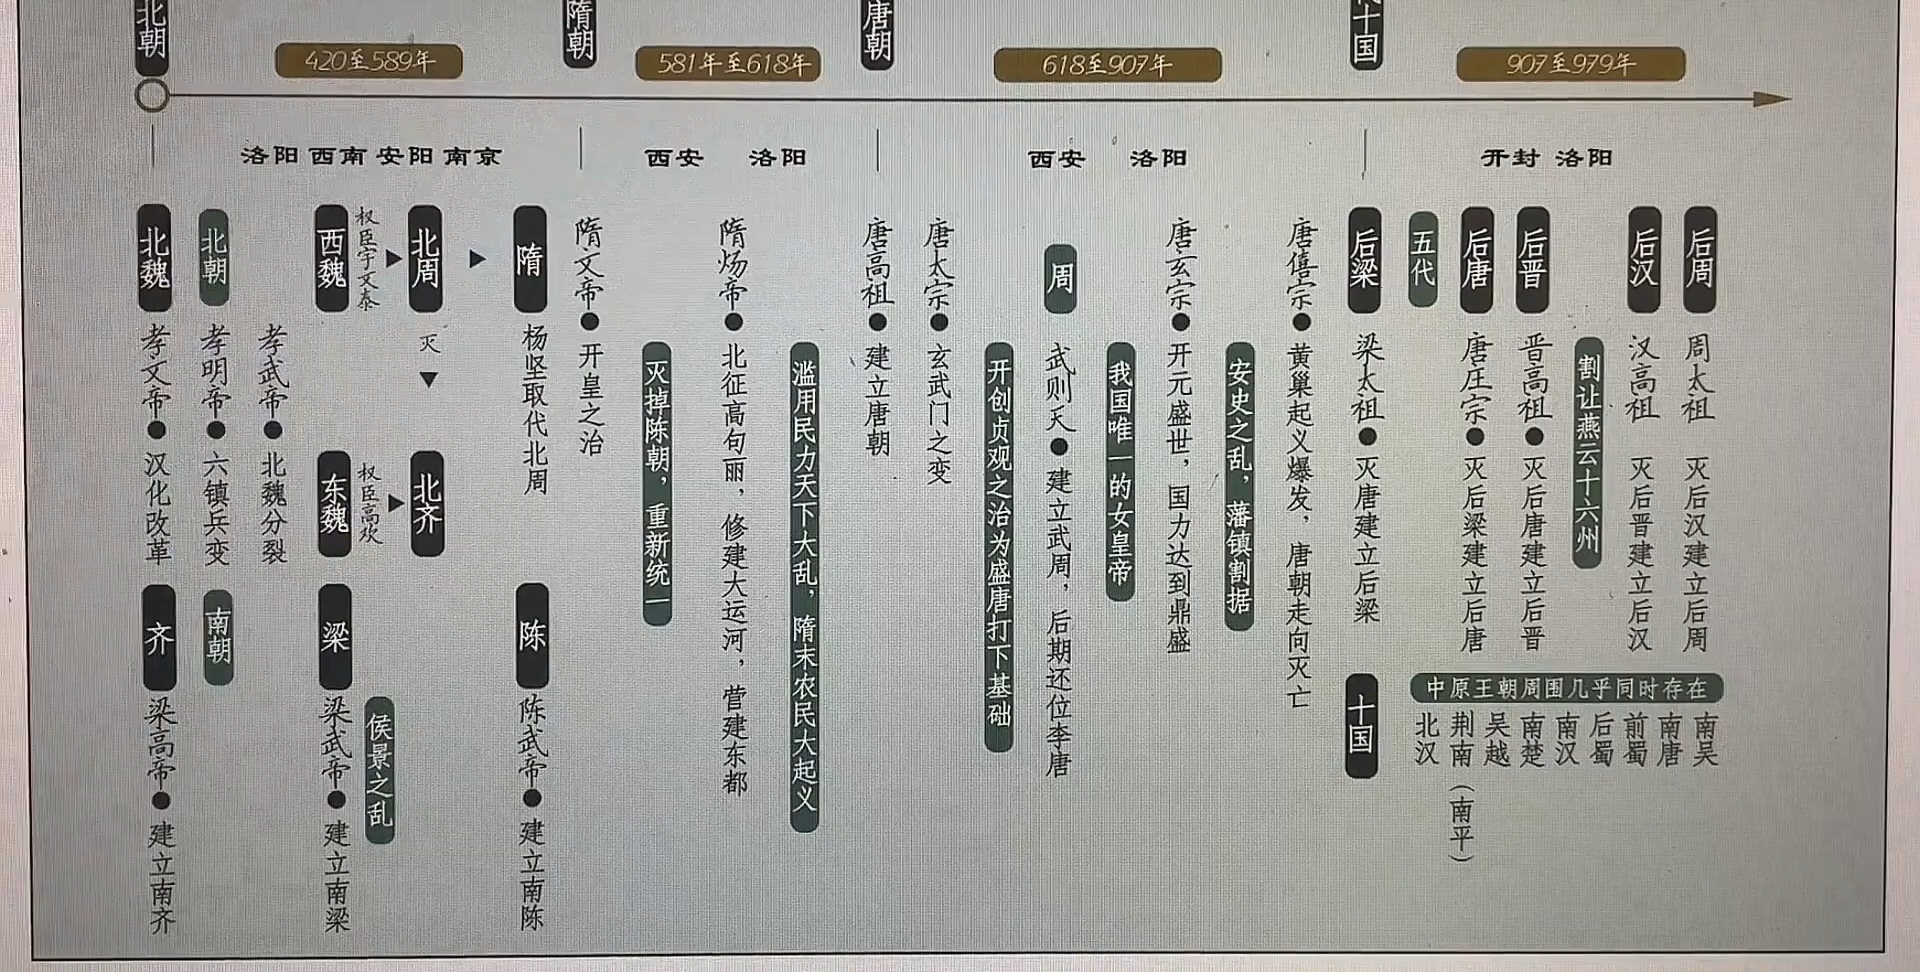 北朝
420至589年
隋朝
581年至618年
唐朝
618至907年
十国
907至979年
洛阳 西南 安阳 南京
西安 洛阳
西安 洛阳
开封 洛阳
北魏
孝文帝●汉化改革
北朝
孝明帝●六镇兵变
孝武帝●北魏分裂
西魏
权臣宇文泰
北周
灭
东魏
权臣高欢
北齐
隋
杨坚取代北周
齐
梁高帝●建立南齐
南朝
梁
梁武帝●建立南梁
侯景之乱
陈
陈武帝●建立南陈
隋文帝●开皇之治
灭掉陈朝，重新统一
隋炀帝●北征高句丽，修建大运河，营建东都
滥用民力天下大乱，隋末农民大起义
唐高祖●建立唐朝
唐太宗●玄武门之变
开创贞观之治为盛唐打下基础
周
武则天●建立武周，后期还位李唐
我国唯一的女皇帝
唐玄宗●开元盛世，国力达到鼎盛
安史之乱，藩镇割据
唐僖宗●黄巢起义爆发，唐朝走向灭亡
后梁
梁太祖●灭唐建立后梁
五代
后唐
唐庄宗●灭后梁建立后唐
后晋
晋高祖●灭后唐建立后晋
割让燕云十六州
后汉
汉高祖 灭后晋建立后汉
后周
周太祖 灭后汉建立后周
十国
中原王朝周围几乎同时存在
北汉
荆南（南平）
吴越
南楚
南汉
后蜀
前蜀
南唐
南吴